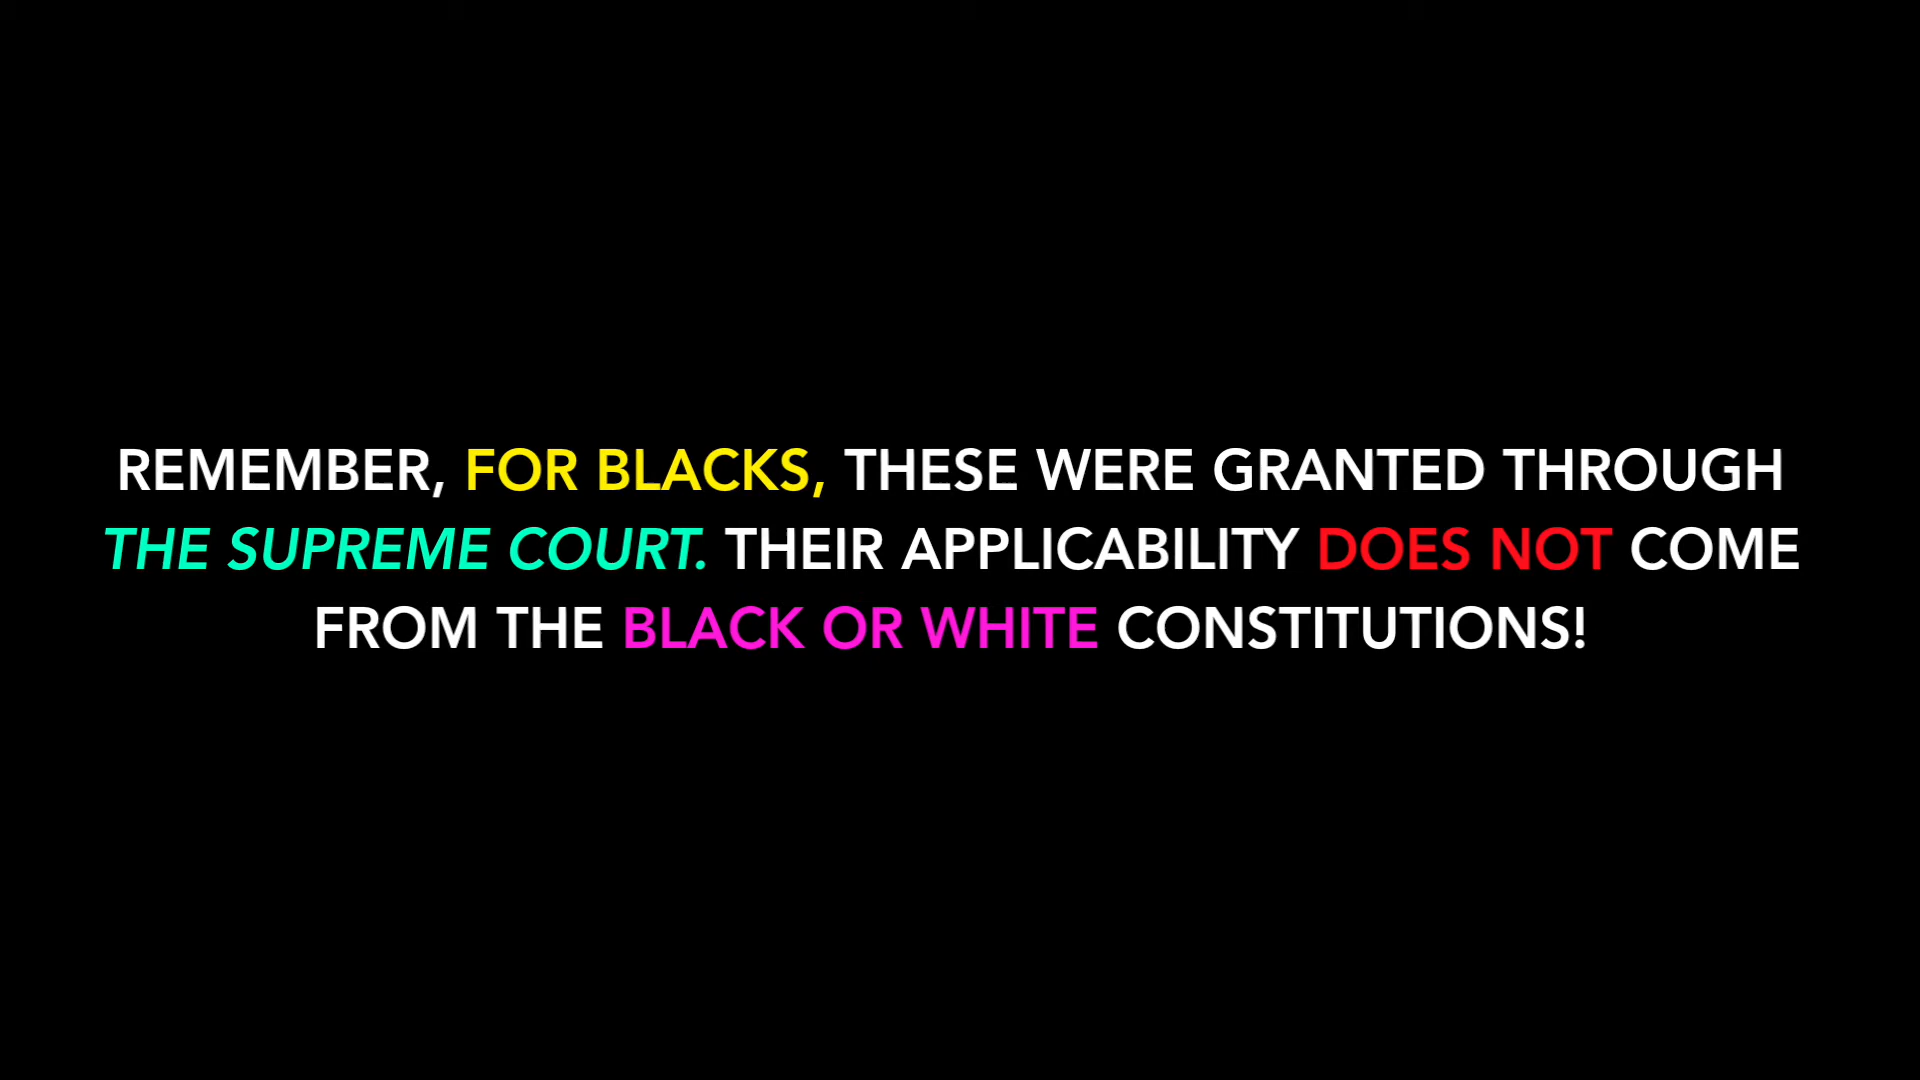 REMEMBER, FOR BLACKS, THESE WERE GRANTED THROUGH
THE SUPREME COURT. THEIR APPLICABILITY DOES NOT COME
FROM THE BLACK OR WHITE CONSTITUTIONS!